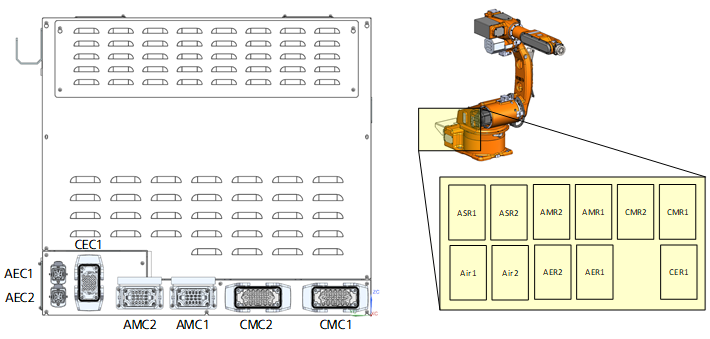 CEC1
AEC1
AEC2
AMC2 AMC1 CMC2 CMC1
ASR1 ASR2 AMR2 AMR1 CMR2 CMR1
Air1 Air2 AER2 AER1 CER1